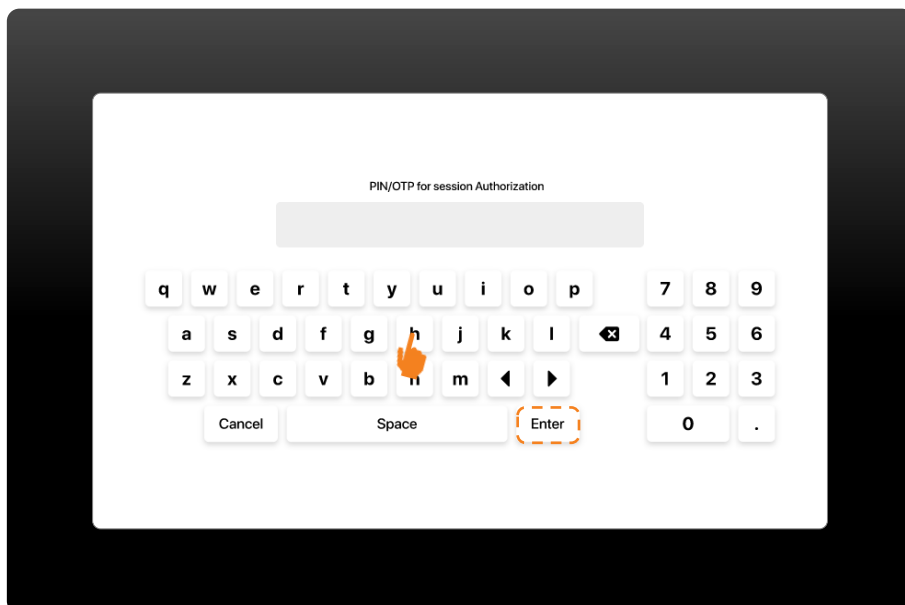 PIN/OTP for session Authorization
q w e r t y u i o p 7 8 9
a s d f g h j k l 4 5 6
z x c v b n m 1 2 3
Cancel Space Enter 0 .